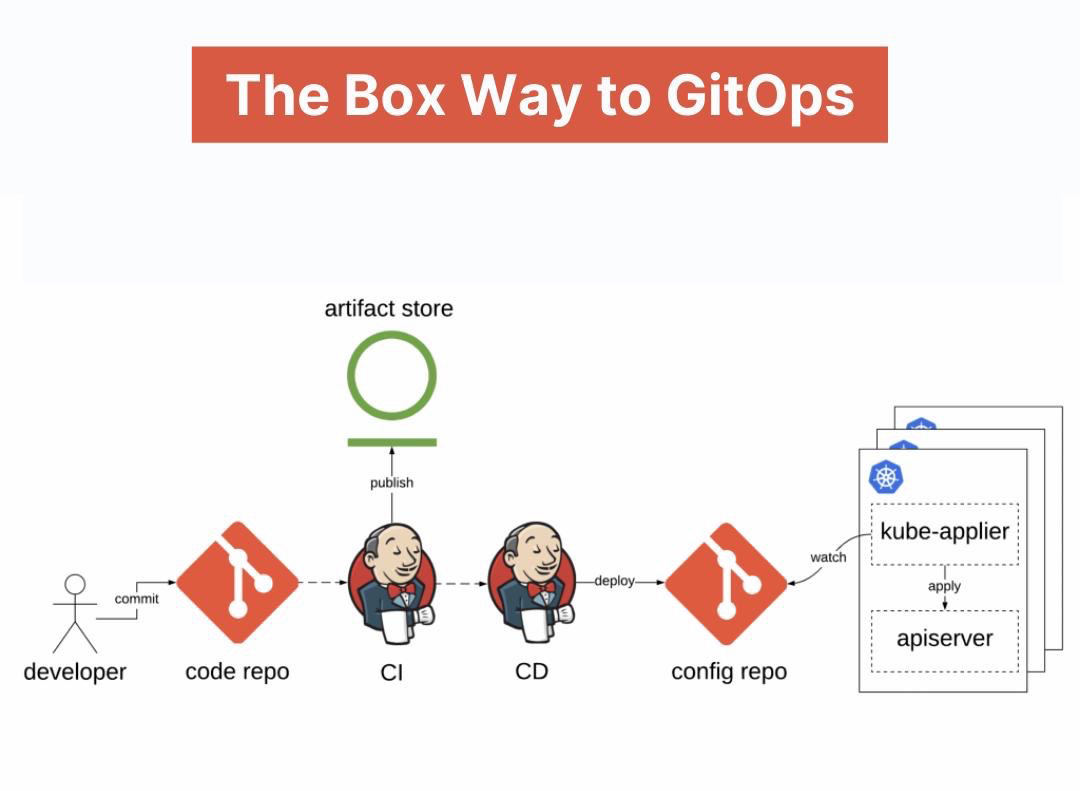 The Box Way to GitOps
artifact store
publish
kube-applier
watch
apply
deploy
commit
apiserver
developer
code repo
CI
CD
config repo